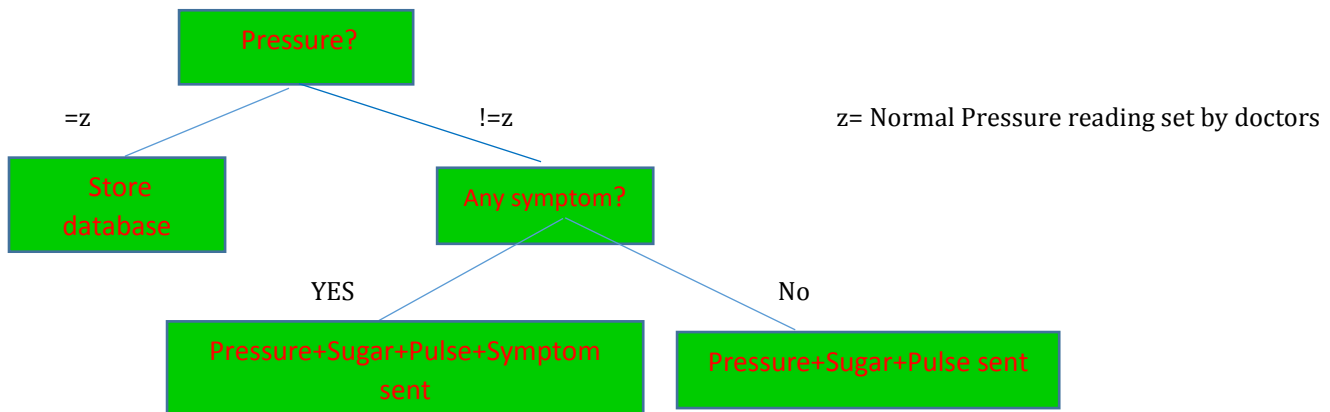 Pressure?
=z
!=z
z= Normal Pressure reading set by doctors
Store
database
Any symptom?
YES
No
Pressure+Sugar+Pulse+Symptom
sent
Pressure+Sugar+Pulse sent